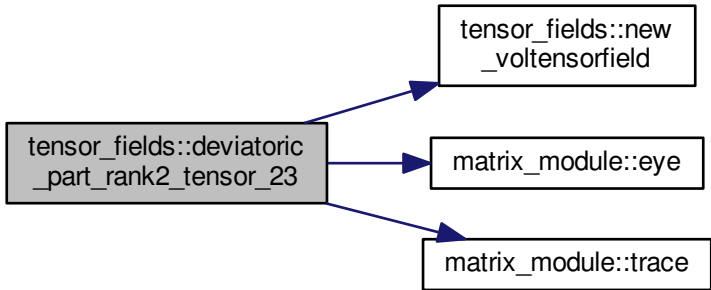 tensor_fields::new
_voltensorfield
tensor_fields::deviatoric
_part_rank2_tensor_23
matrix_module::eye
matrix_module::trace